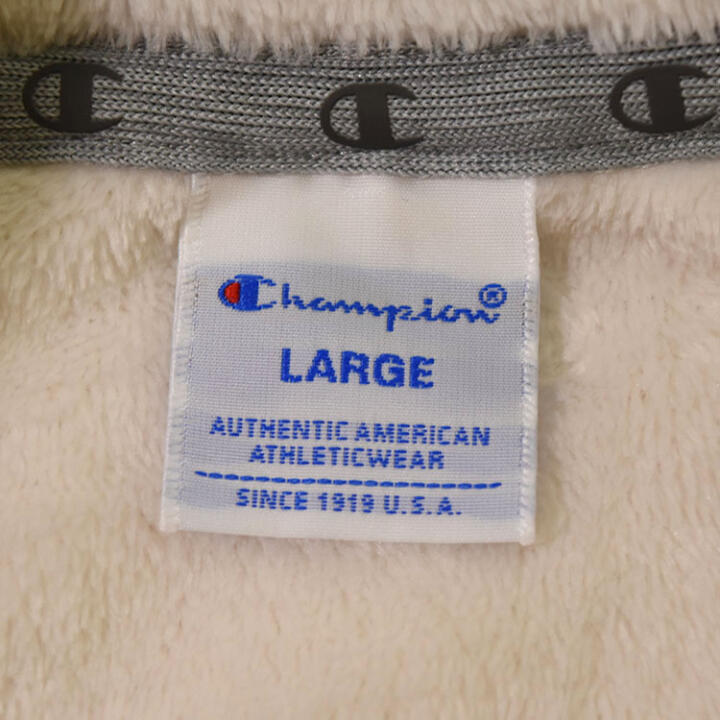 Champion®
LARGE
AUTHENTIC AMERICAN
ATHLETICWEAR
SINCE 1919 U.S.A.